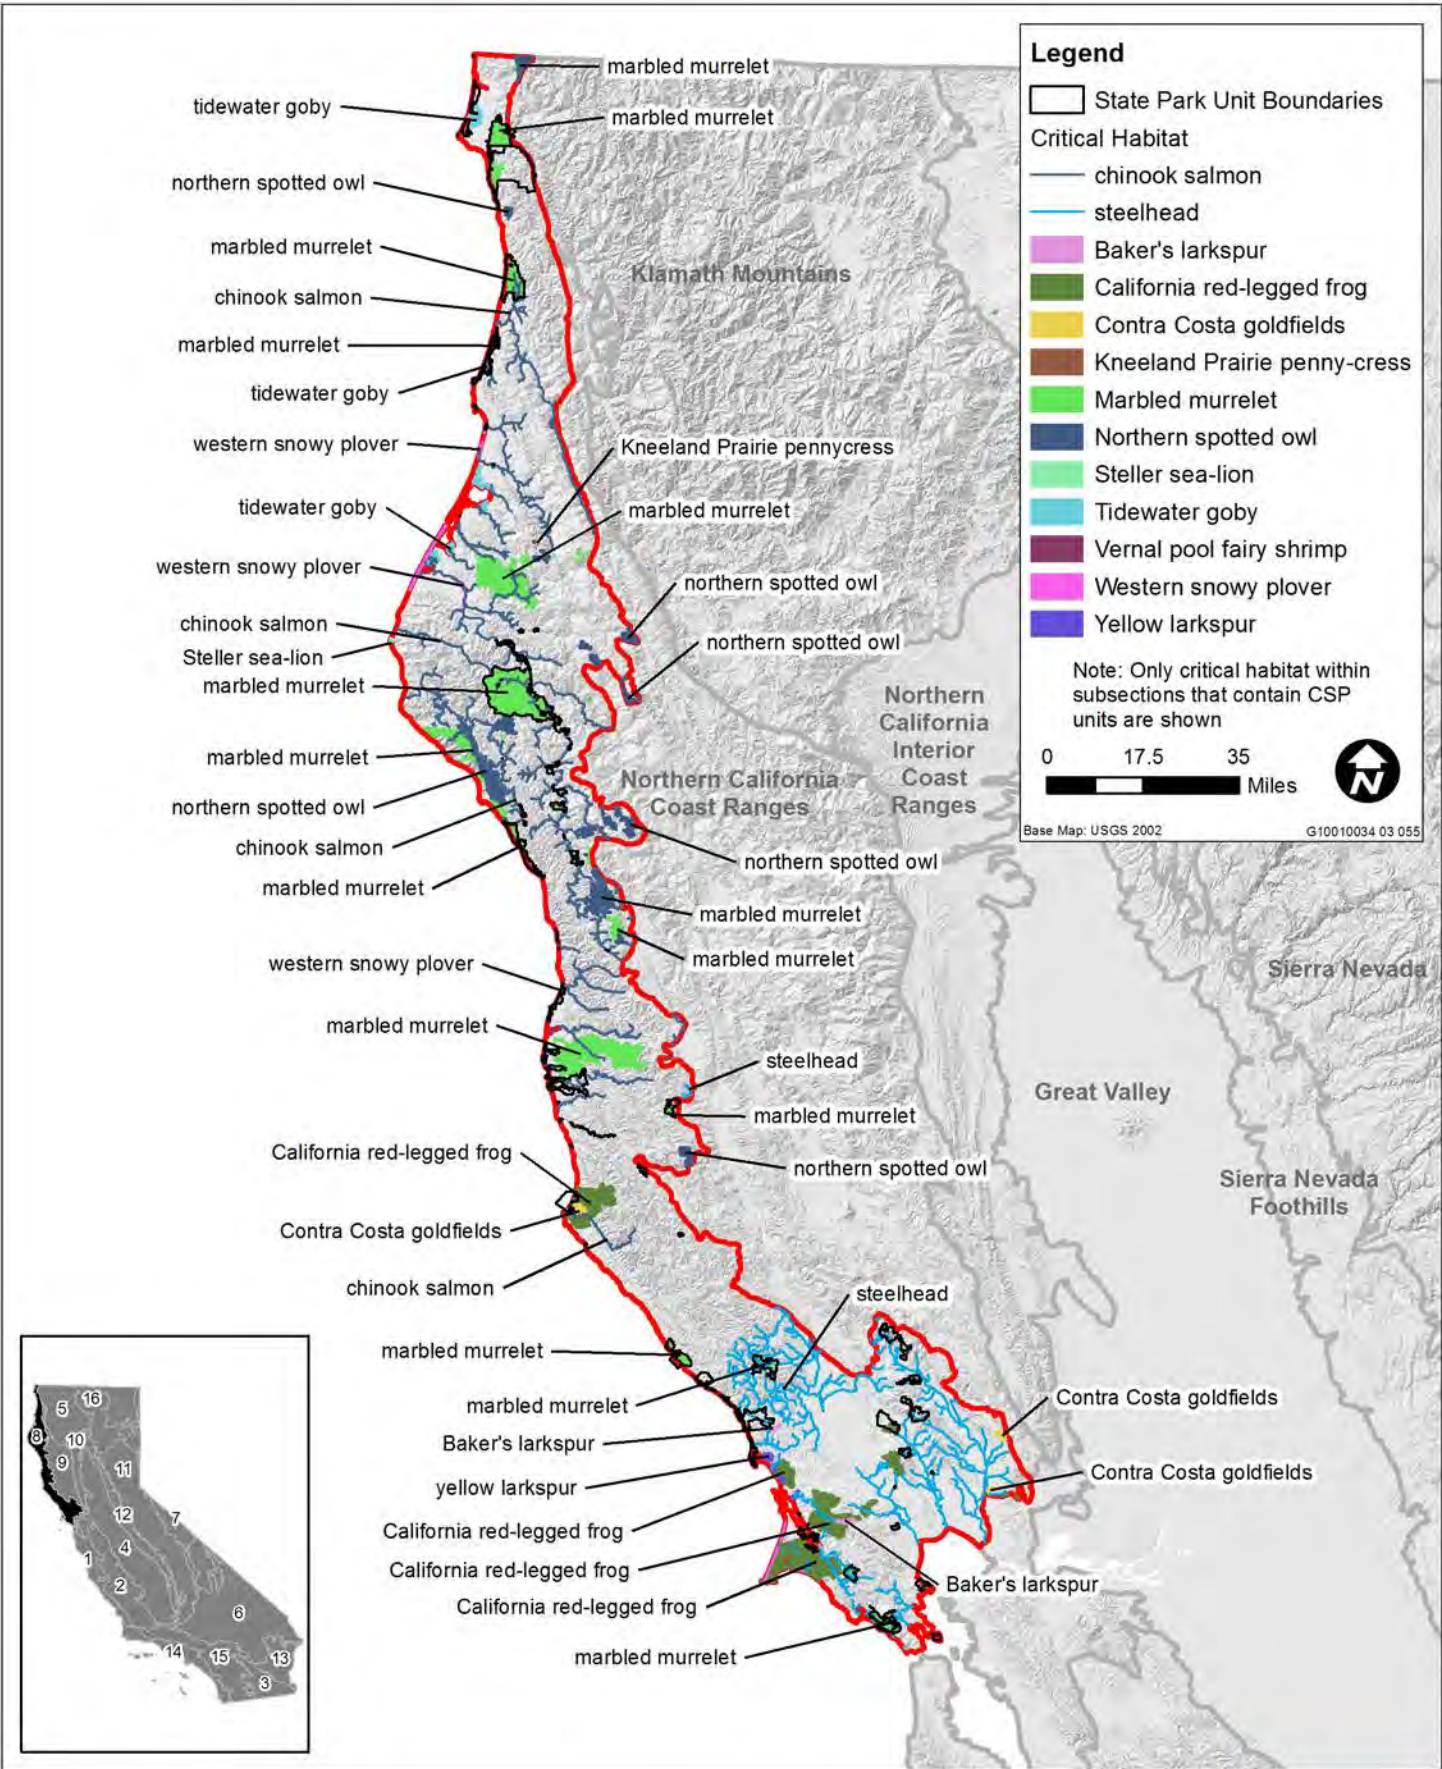 marbled murrelet
tidewater goby
marbled murrelet
northern spotted owl
marbled murrelet
Klamath Mountains
chinook salmon
marbled murrelet
tidewater goby
western snowy plover
Kneeland Prairie pennycress
tidewater goby
marbled murrelet
western snowy plover
northern spotted owl
chinook salmon
northern spotted owl
Steller sea-lion
marbled murrelet
Northern
California
Interior
Coast
Ranges
marbled murrelet
Northern California
Coast Ranges
northern spotted owl
chinook salmon
northern spotted owl
marbled murrelet
marbled murrelet
marbled murrelet
western snowy plover
Sierra Nevada
marbled murrelet
steelhead
Great Valley
marbled murrelet
California red-legged frog
northern spotted owl
Sierra Nevada
Foothills
Contra Costa goldfields
chinook salmon
steelhead
marbled murrelet
Contra Costa goldfields
marbled murrelet
Baker's larkspur
Contra Costa goldfields
yellow larkspur
California red-legged frog
California red-legged frog
Baker's larkspur
California red-legged frog
marbled murrelet
Legend
State Park Unit Boundaries
Critical Habitat
chinook salmon
steelhead
Baker's larkspur
California red-legged frog
Contra Costa goldfields
Kneeland Prairie penny-cress
Marbled murrelet
Northern spotted owl
Steller sea-lion
Tidewater goby
Vernal pool fairy shrimp
Western snowy plover
Yellow larkspur
Note: Only critical habitat within
subsections that contain CSP
units are shown
0 17.5 35
Miles
N
Base Map: USGS 2002 G10010034 03 055
16
5
8
10
9
11
12
7
1
4
2
6
14
15
13
3